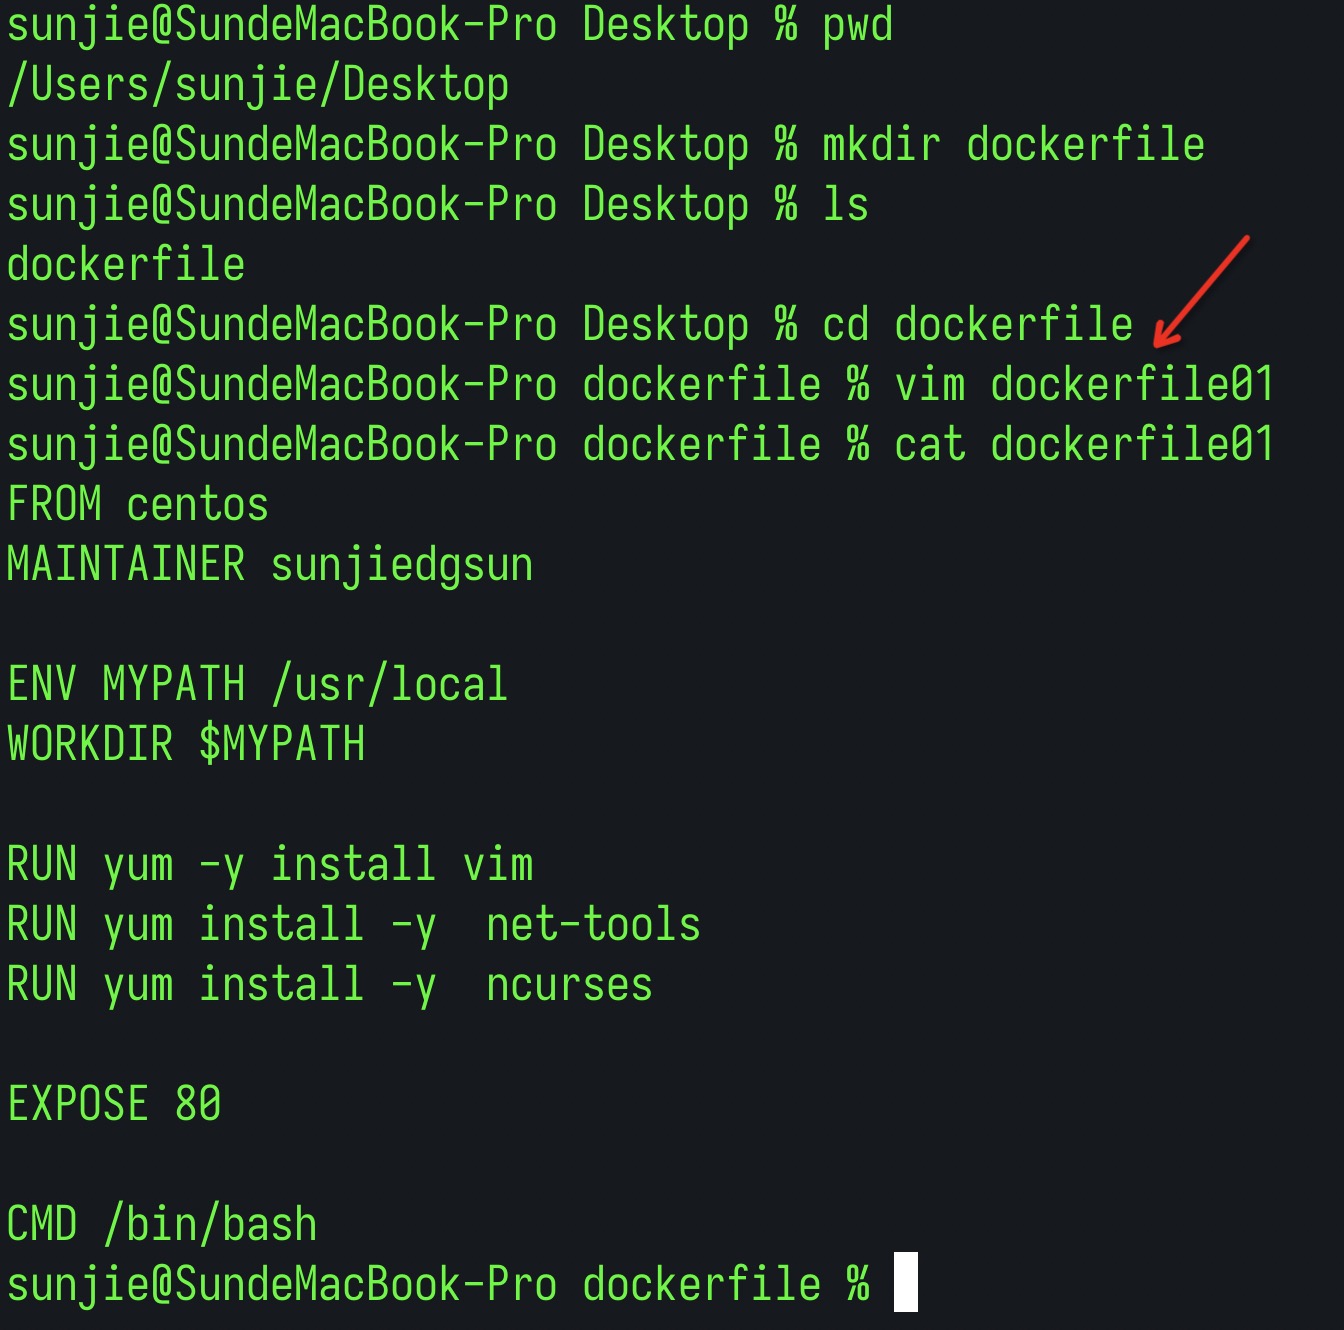 sunjie@SundeMacBook-Pro Desktop % pwd
/Users/sunjie/Desktop
sunjie@SundeMacBook-Pro Desktop % mkdir dockerfile
sunjie@SundeMacBook-Pro Desktop % ls
dockerfile
sunjie@SundeMacBook-Pro Desktop % cd dockerfile
sunjie@SundeMacBook-Pro dockerfile % vim dockerfile01
sunjie@SundeMacBook-Pro dockerfile % cat dockerfile01
FROM centos
MAINTAINER sunjiedgsun

ENV MYPATH /usr/local
WORKDIR $MYPATH

RUN yum -y install vim
RUN yum install -y  net-tools
RUN yum install -y  ncurses

EXPOSE 80

CMD /bin/bash
sunjie@SundeMacBook-Pro dockerfile %